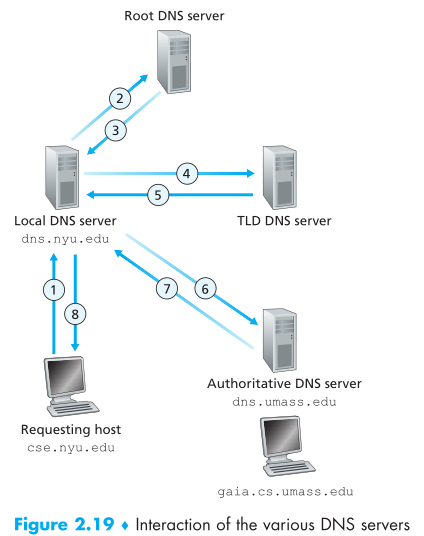 Root DNS server
2
3
4
5
Local DNS server
dns.nyu.edu
TLD DNS server
1
8
7
6
Authoritative DNS server
dns.umass.edu
Requesting host
cse.nyu.edu
gaia.cs.umass.edu
Figure 2.19 ♦ Interaction of the various DNS servers